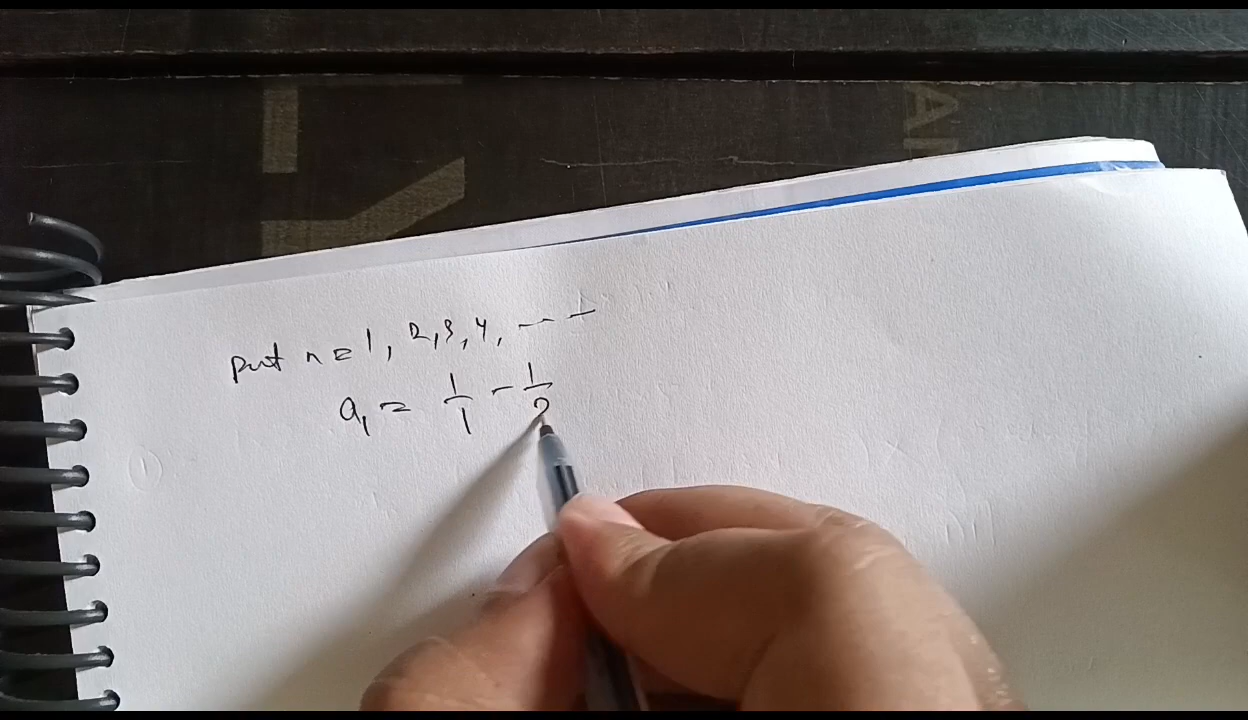 put n = 1, 2, 3, 4, - -
a₁ = 1/1 - 1/2